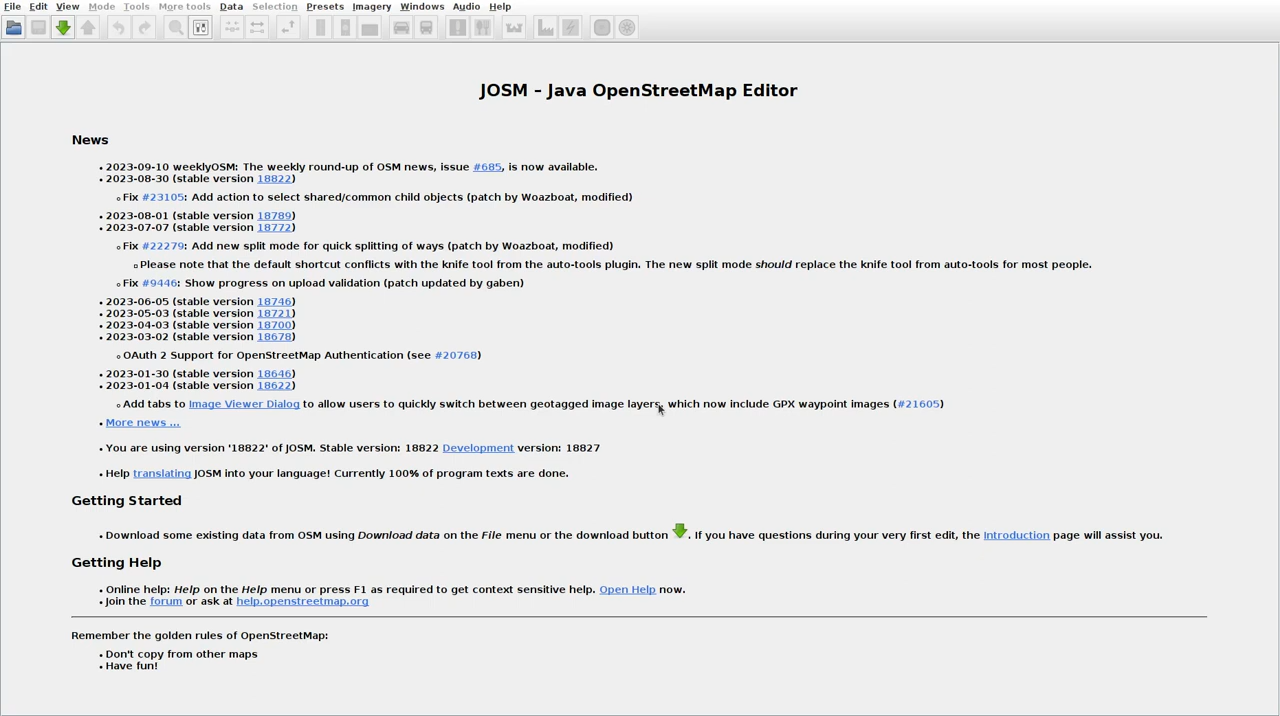 File Edit View Mode Tools More tools Data Selection Presets Imagery Windows Audio Help
JOSM – Java OpenStreetMap Editor
News
2023-09-10 weeklyOSM: The weekly round-up of OSM news, issue #685, is now available.
2023-08-30 (stable version 18822)
Fix #23105: Add action to select shared/common child objects (patch by Woazboat, modified)
2023-08-01 (stable version 18789)
2023-07-07 (stable version 18772)
Fix #22279: Add new split mode for quick splitting of ways (patch by Woazboat, modified)
Please note that the default shortcut conflicts with the knife tool from the auto-tools plugin. The new split mode should replace the knife tool from auto-tools for most people.
Fix #9446: Show progress on upload validation (patch updated by gaben)
2023-06-05 (stable version 18746)
2023-05-03 (stable version 18721)
2023-04-03 (stable version 18700)
2023-03-02 (stable version 18678)
OAuth 2 Support for OpenStreetMap Authentication (see #20768)
2023-01-30 (stable version 18646)
2023-01-04 (stable version 18622)
Add tabs to Image Viewer Dialog to allow users to quickly switch between geotagged image layers, which now include GPX waypoint images (#21605)
More news ...
You are using version '18822' of JOSM. Stable version: 18822 Development version: 18827
Help translating JOSM into your language! Currently 100% of program texts are done.
Getting Started
Download some existing data from OSM using Download data on the File menu or the download button . If you have questions during your very first edit, the Introduction page will assist you.
Getting Help
Online help: Help on the Help menu or press F1 as required to get context sensitive help. Open Help now.
Join the forum or ask at help.openstreetmap.org
Remember the golden rules of OpenStreetMap:
Don't copy from other maps
Have fun!